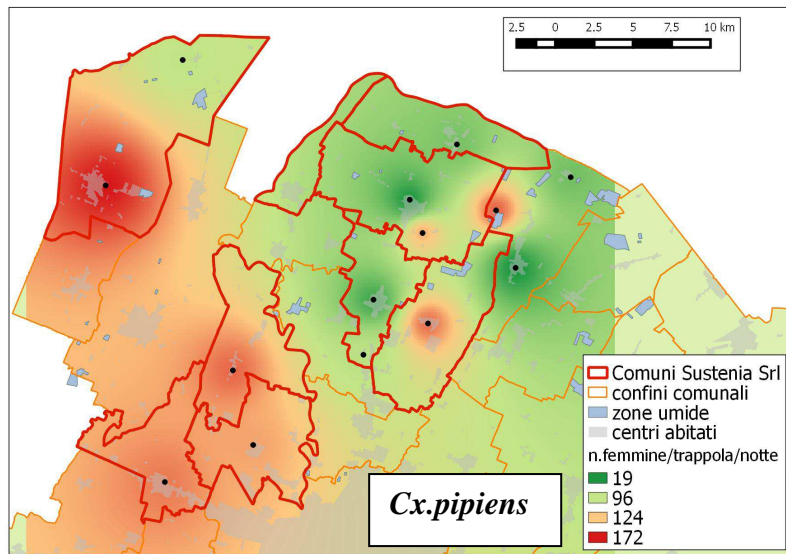 2.5 0 2.5 5 7.5 10 km
Comuni Sustenia Srl
confini comunali
zone umide
centri abitati
n.femmine/trappola/notte
19
96
124
172
Cx.pipiens